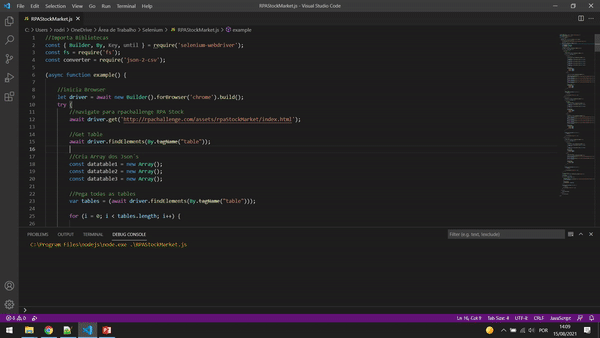 File Edit Selection View Go Run Terminal Help RPAStockMarket.js - Visual Studio Code
RPAStockMarket.js ×
C: > Users > rodri > OneDrive > Área de Trabalho > Selenium > RPAStockMarket.js > example
1 //Importa Bibliotecas
2 const { Builder, By, Key, until } = require('selenium-webdriver');
3 const fs = require('fs');
4 const converter = require('json-2-csv');
5
6 (async function example() {
7
8 //Inicia Browser
9 let driver = await new Builder().forBrowser('chrome').build();
10 try {
11 //navigate para rpachallenge RPA Stock
12 await driver.get('http://rpachallenge.com/assets/rpaStockMarket/index.html');
13
14 //Get Table
15 await driver.findElements(By.tagName("table"));
16
17 //Cria Array dos Json´s
18 const datatable1 = new Array();
19 const datatable2 = new Array();
20 const datatable3 = new Array();
21
22 //Pega todas as tables
23 var tables = (await driver.findElements(By.tagName("table")));
24
25 for (i = 0; i < tables.length; i++) {
26
PROBLEMS OUTPUT TERMINAL DEBUG CONSOLE Filter (e.g. text, !exclude)
C:\Program Files\nodejs\node.exe .\RPAStockMarket.js
Ln 16, Col 9 Tab Size: 4 UTF-8 CRLF JavaScript
POR 14:09
15/08/2021